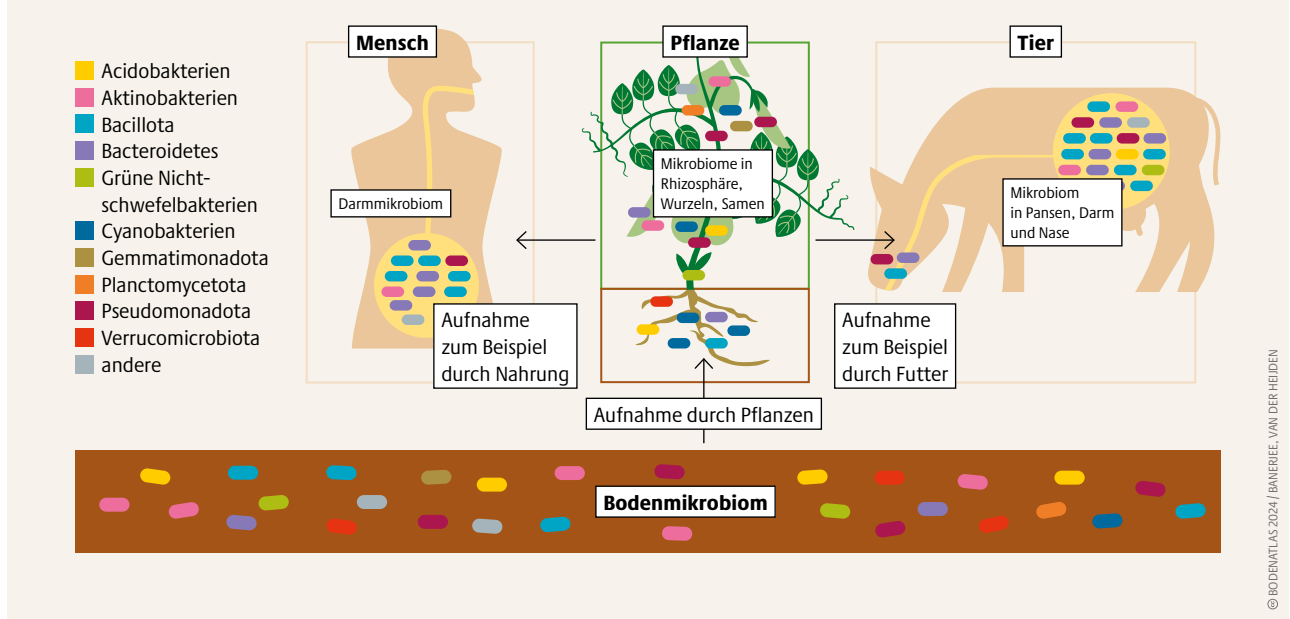 Mensch
Pflanze
Tier
Acidobakterien
Aktinobakterien
Bacillota
Bacteroidetes
Grüne Nicht-
schwefelbakterien
Cyanobakterien
Gemmatimonadota
Planctomycetota
Pseudomonadota
Verrucomicrobiota
andere
Darmmikrobiom
Mikrobiome in
Rhizosphäre,
Wurzeln, Samen
Mikrobiom
in Pansen, Darm
und Nase
Aufnahme
zum Beispiel
durch Nahrung
Aufnahme
zum Beispiel
durch Futter
Aufnahme durch Pflanzen
Bodenmikrobiom
BODENATLAS 2024 / BANERJEE, VAN DER HEIJDEN